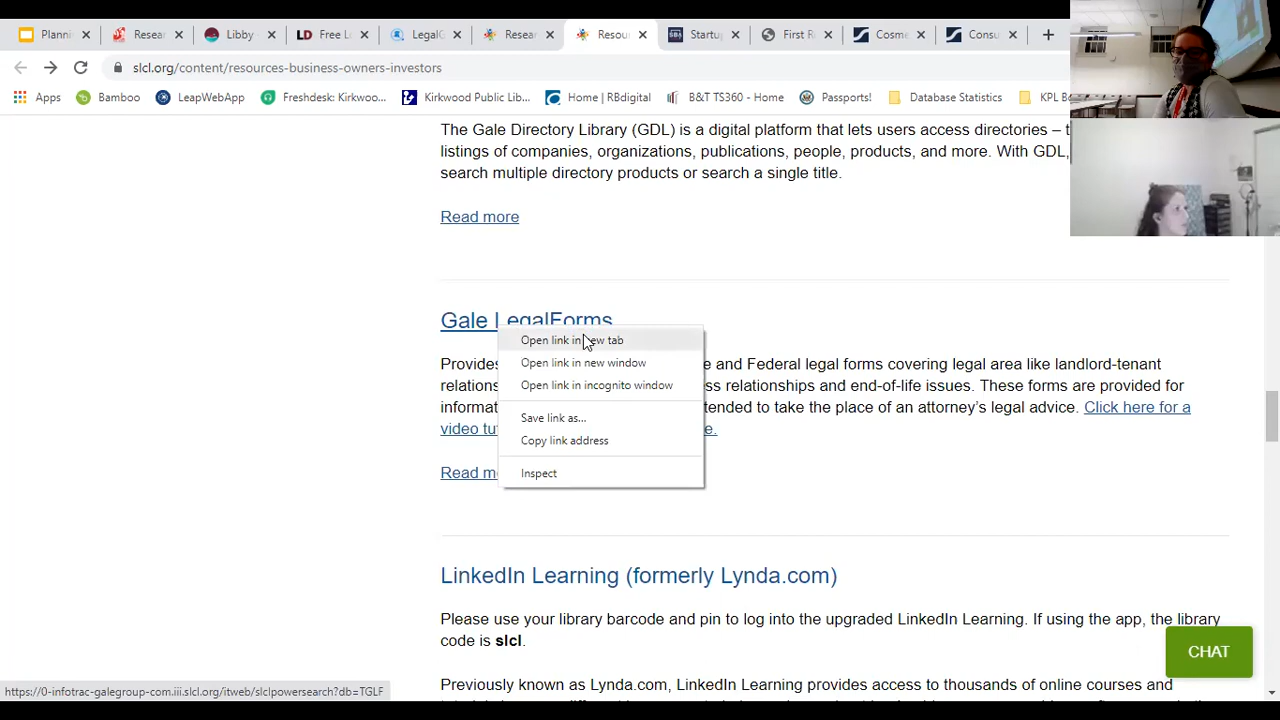 Planni
Resear
Libby
LD Free L
LegalG
Resea
Resour
SBA Startu
First R
Cosme
Consu
slcl.org/content/resources-business-owners-investors
Apps
Bamboo
LeapWebApp
Freshdesk: Kirkwoo...
Kirkwood Public Lib...
Home | RBdigital
B&T TS360 - Home
Passports!
Database Statistics
KPL B
The Gale Directory Library (GDL) is a digital platform that lets users access directories –
listings of companies, organizations, publications, people, products, and more. With GDL,
search multiple directory products or search a single title.
Read more
Gale LegalForms
Open link in new tab
Open link in new window
Open link in incognito window
Save link as...
Copy link address
Inspect
Provides e and Federal legal forms covering legal area like landlord-tenant
relations ss relationships and end-of-life issues. These forms are provided for
informat tended to take the place of an attorney's legal advice. Click here for a
video tu e.
Read m
LinkedIn Learning (formerly Lynda.com)
Please use your library barcode and pin to log into the upgraded LinkedIn Learning. If using the app, the library
code is slcl.
Previously known as Lynda.com, LinkedIn Learning provides access to thousands of online courses and
CHAT
https://0-infotrac-galegroup-com.iii.slcl.org/itweb/slclpowersearch?db=TGLF